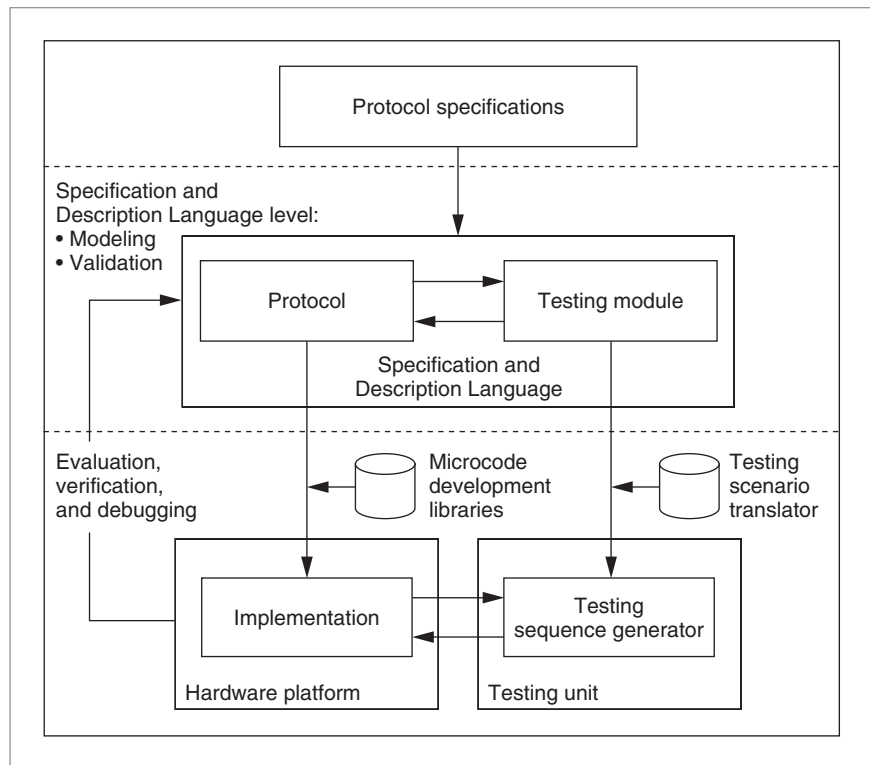 Protocol specifications
Specification and
Description Language level:
• Modeling
• Validation
Protocol
Testing module
Specification and
Description Language
Evaluation,
verification,
and debugging
Microcode
development
libraries
Testing
scenario
translator
Implementation
Testing
sequence generator
Hardware platform
Testing unit